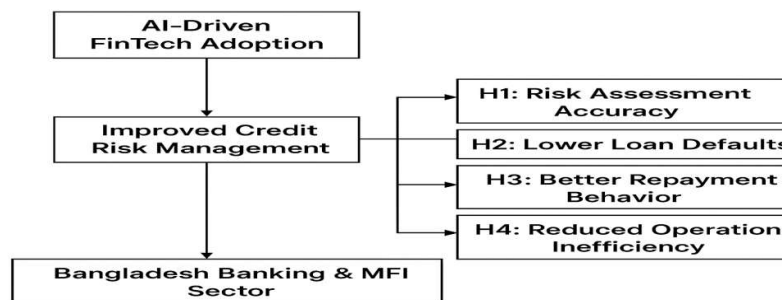 AI-Driven
FinTech Adoption
Improved Credit
Risk Management
H1: Risk Assessment
Accuracy
H2: Lower Loan Defaults
H3: Better Repayment
Behavior
H4: Reduced Operation
Inefficiency
Bangladesh Banking & MFI
Sector